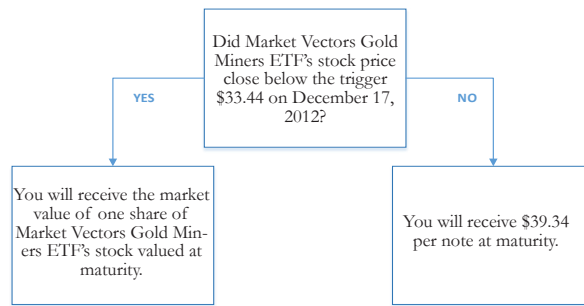 Did Market Vectors Gold
Miners ETF's stock price
close below the trigger
$33.44 on December 17,
2012?
YES
NO
You will receive the market
value of one share of
Market Vectors Gold Min-
ers ETF's stock valued at
maturity.
You will receive $39.34
per note at maturity.